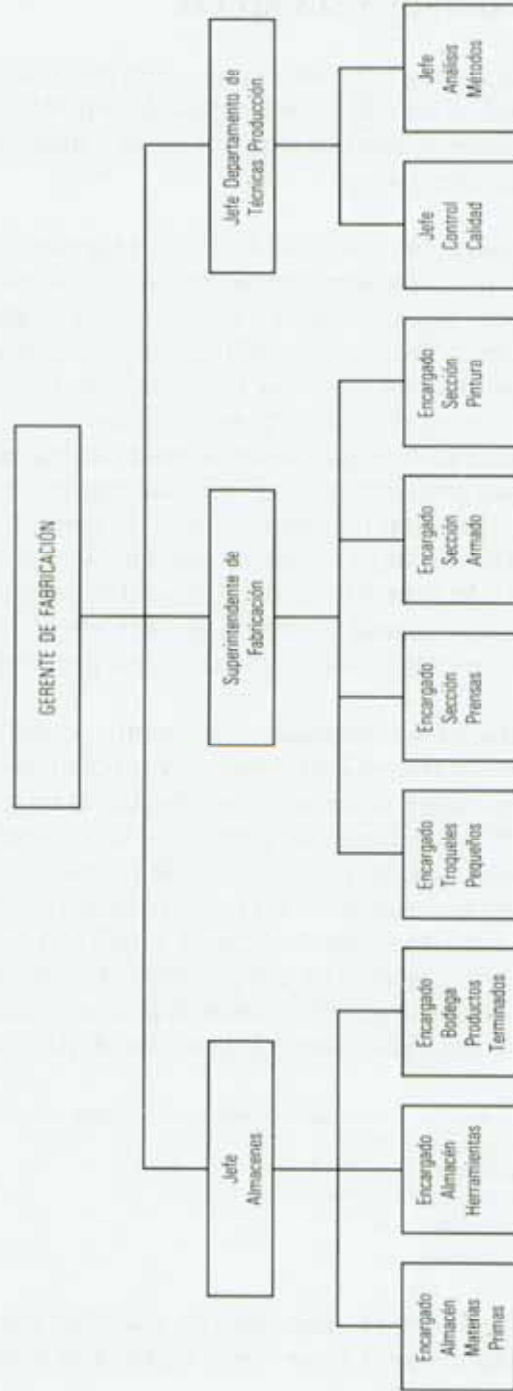 GERENTE DE FABRICACIÓN
Jefe
Almacenes
Superintendente de
Fabricación
Jefe Departamento de
Técnicas Producción
Encargado
Almacén
Materias
Primas
Encargado
Almacén
Herramientas
Encargado
Bodega
Productos
Terminados
Encargado
Troqueles
Pequeños
Encargado
Sección
Prensas
Encargado
Sección
Armado
Encargado
Sección
Pintura
Jefe
Control
Calidad
Jefe
Análisis
Métodos